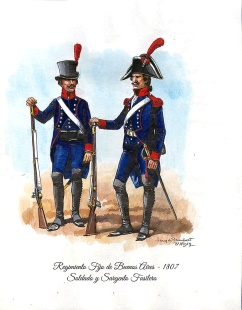 Regimiento Fijo de Buenos Aires - 1807
Soldado y Sargento Fusilero